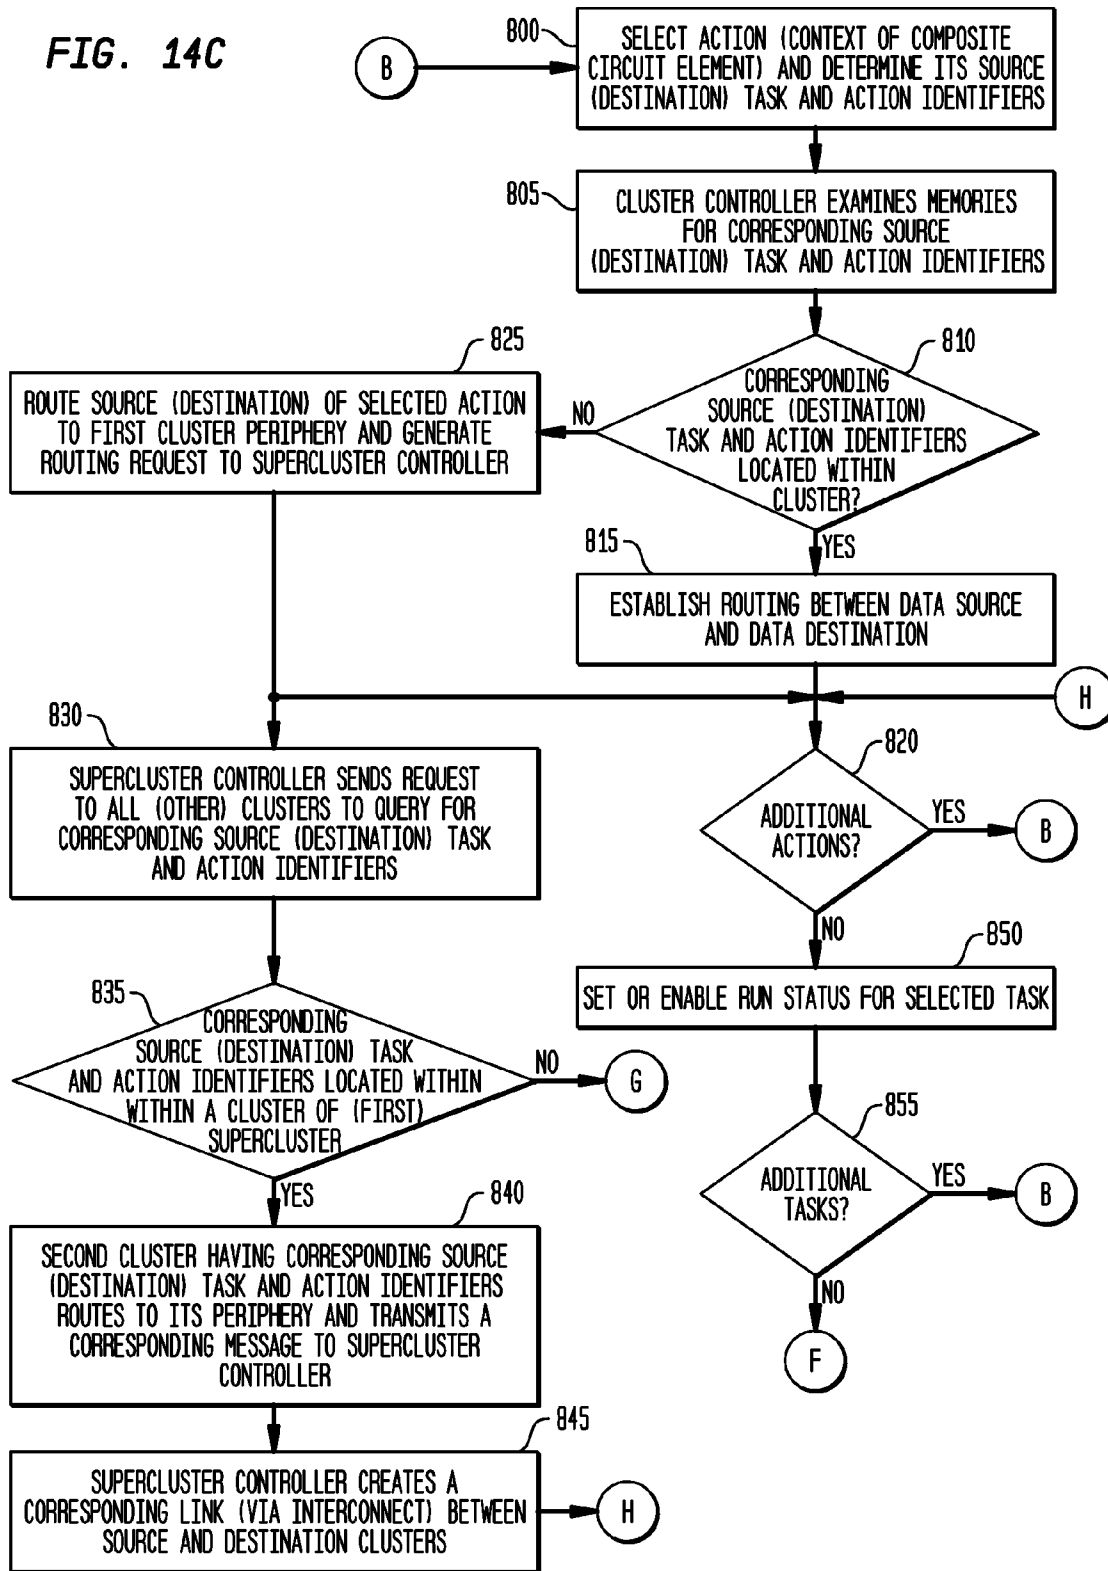 FIG. 14C
B
800
SELECT ACTION (CONTEXT OF COMPOSITE
CIRCUIT ELEMENT) AND DETERMINE ITS SOURCE
(DESTINATION) TASK AND ACTION IDENTIFIERS
805
CLUSTER CONTROLLER EXAMINES MEMORIES
FOR CORRESPONDING SOURCE
(DESTINATION) TASK AND ACTION IDENTIFIERS
810
CORRESPONDING
SOURCE (DESTINATION)
TASK AND ACTION IDENTIFIERS
LOCATED WITHIN
CLUSTER?
NO
YES
825
ROUTE SOURCE (DESTINATION) OF SELECTED ACTION
TO FIRST CLUSTER PERIPHERY AND GENERATE
ROUTING REQUEST TO SUPERCLUSTER CONTROLLER
815
ESTABLISH ROUTING BETWEEN DATA SOURCE
AND DATA DESTINATION
H
830
SUPERCLUSTER CONTROLLER SENDS REQUEST
TO ALL (OTHER) CLUSTERS TO QUERY FOR
CORRESPONDING SOURCE (DESTINATION) TASK
AND ACTION IDENTIFIERS
820
ADDITIONAL
ACTIONS?
YES
B
NO
850
SET OR ENABLE RUN STATUS FOR SELECTED TASK
835
CORRESPONDING
SOURCE (DESTINATION) TASK
AND ACTION IDENTIFIERS LOCATED WITHIN
WITHIN A CLUSTER OF (FIRST)
SUPERCLUSTER
NO
G
YES
855
ADDITIONAL
TASKS?
YES
B
NO
F
840
SECOND CLUSTER HAVING CORRESPONDING SOURCE
(DESTINATION) TASK AND ACTION IDENTIFIERS
ROUTES TO ITS PERIPHERY AND TRANSMITS A
CORRESPONDING MESSAGE TO SUPERCLUSTER
CONTROLLER
845
SUPERCLUSTER CONTROLLER CREATES A
CORRESPONDING LINK (VIA INTERCONNECT) BETWEEN
SOURCE AND DESTINATION CLUSTERS
H